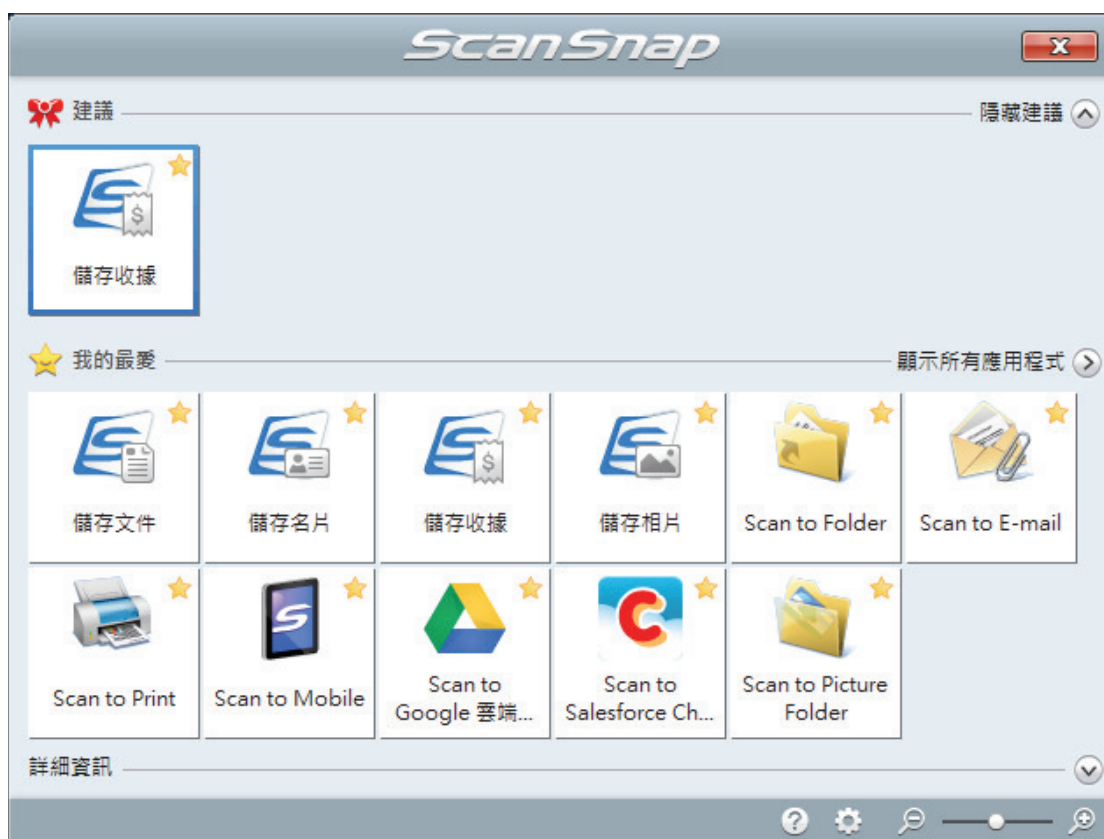 ScanSnap
建議
隱藏建議
儲存收據
我的最愛
顯示所有應用程式
儲存文件
儲存名片
儲存收據
儲存相片
Scan to Folder
Scan to E-mail
Scan to Print
Scan to Mobile
Scan to
Google 雲端...
Scan to
Salesforce Ch...
Scan to Picture
Folder
詳細資訊